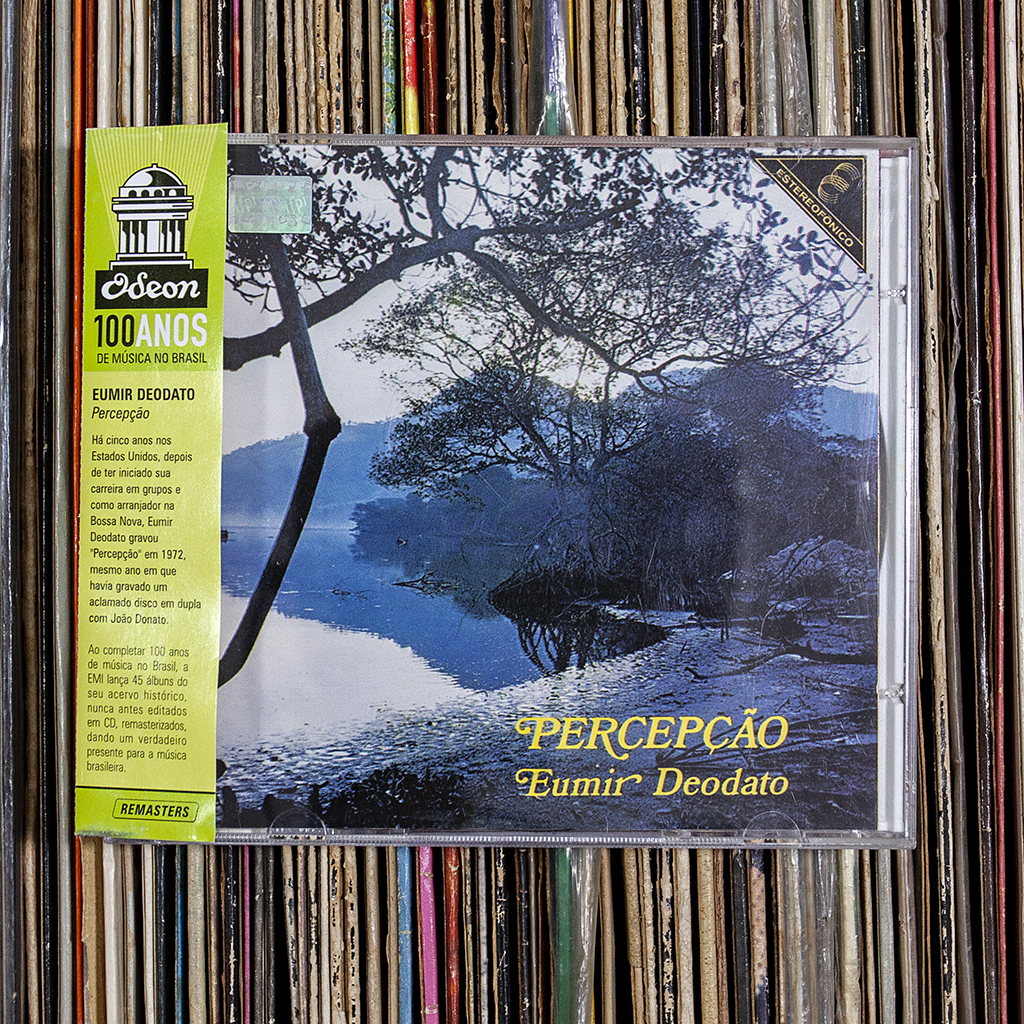 Odeon
100ANOS
DE MÚSICA NO BRASIL
EUMIR DEODATO
Percepção
Há cinco anos nos
Estados Unidos, depois
de ter iniciado sua
carreira em grupos e
como arranjador na
Bossa Nova, Eumir
Deodato gravou
"Percepção" em 1972,
mesmo ano em que
havia gravado um
aclamado disco em dupla
com João Donato.
Ao completar 100 anos
de música no Brasil, a
EMI lança 45 álbuns do
seu acervo histórico,
nunca antes editados
em CD, remasterizados,
dando um verdadeiro
presente para a música
brasileira.
REMASTERS
ESTEREOFÔNICO
PERCEPÇÃO
Eumir Deodato